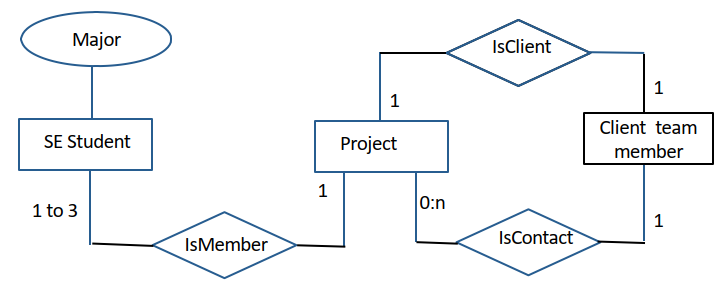 Major
IsClient
1
1
SE Student
Project
Client team
member
1 to 3
1
0:n
1
IsMember
IsContact